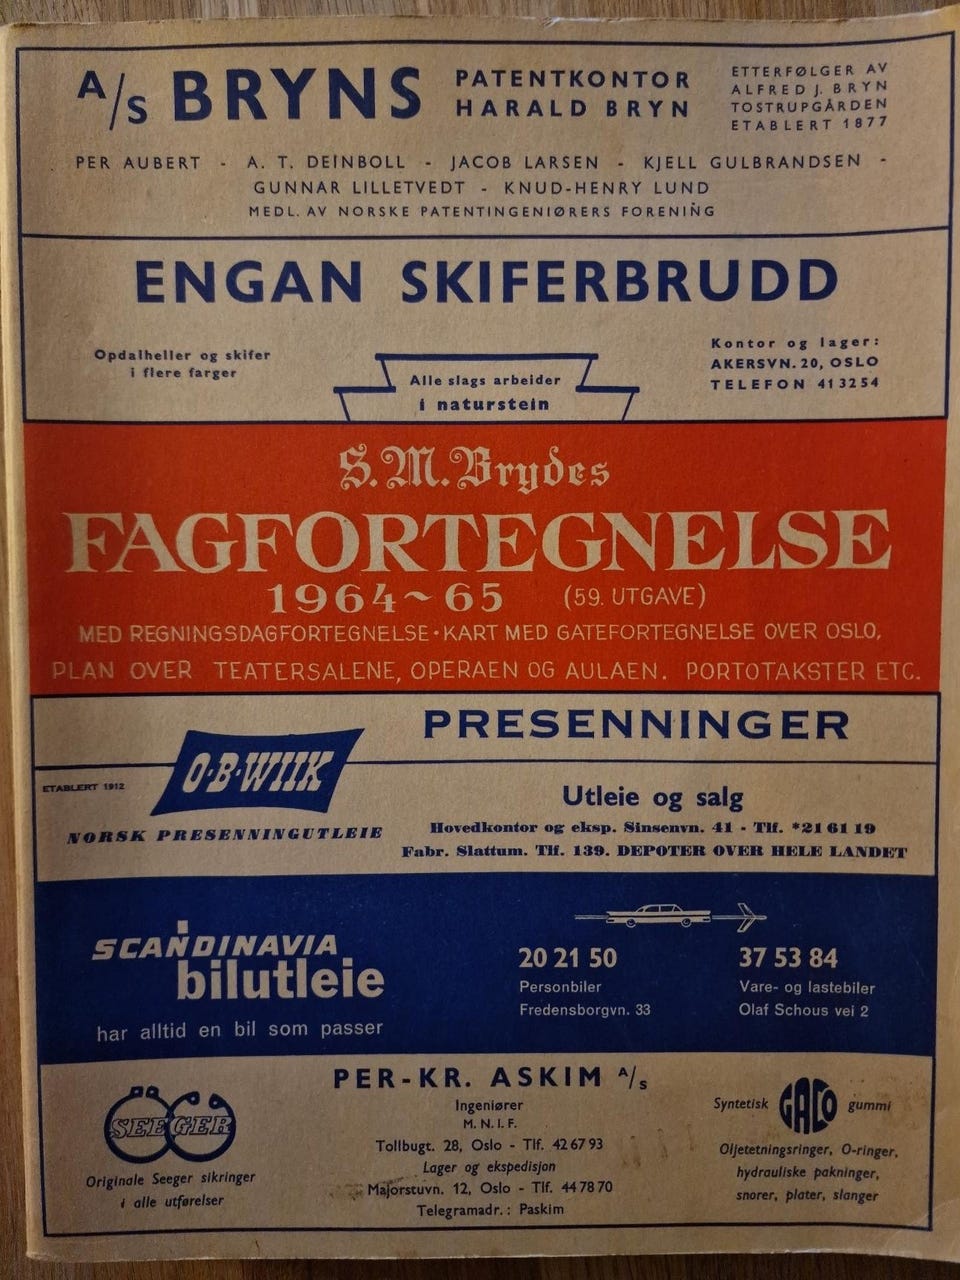 A/S BRYNS
PATENTKONTOR
HARALD BRYN
ETTERFØLGER AV
ALFRED J. BRYN
TOSTRUPGÅRDEN
ETABLERT 1877
PER AUBERT - A. T. DEINBOLL - JACOB LARSEN - KJELL GULBRANDSEN -
GUNNAR LILLETVEDT - KNUD-HENRY LUND
MEDL. AV NORSKE PATENTINGENIØRERS FORENING
ENGAN SKIFERBRUDD
Opdalheller og skifer
i flere farger
Alle slags arbeider
i naturstein
Kontor og lager:
AKERSVN. 20, OSLO
TELEFON 413254
S.M.Brydes
FAGFORTEGNELSE
1964~65 (59. UTGAVE)
MED REGNINGSDAGFORTEGNELSE • KART MED GATEFORTEGNELSE OVER OSLO,
PLAN OVER TEATERSALENE, OPERAEN OG AULAEN. PORTOTAKSTER ETC.
ETABLERT 1912
O·B·WIIK
NORSK PRESENNINGUTLEIE
PRESENNINGER
Utleie og salg
Hovedkontor og eksp. Sinsenvn. 41 - Tlf. *21 61 19
Fabr. Slattum. Tlf. 139. DEPOTER OVER HELE LANDET
SCANDINAVIA
bilutleie
har alltid en bil som passer
20 21 50
Personbiler
Fredensborgvn. 33
37 53 84
Vare- og lastebiler
Olaf Schous vei 2
SEEGER
Originale Seeger sikringer
i alle utførelser
PER-KR. ASKIM A/S
Ingeniører
M. N. I. F.
Tollbugt. 28, Oslo - Tlf. 42 67 93
Lager og ekspedisjon
Majorstuvn. 12, Oslo - Tlf. 44 78 70
Telegramadr.: Paskim
Syntetisk GACO gummi
Oljetetningsringer, O-ringer,
hydrauliske pakninger,
snorer, plater, slanger